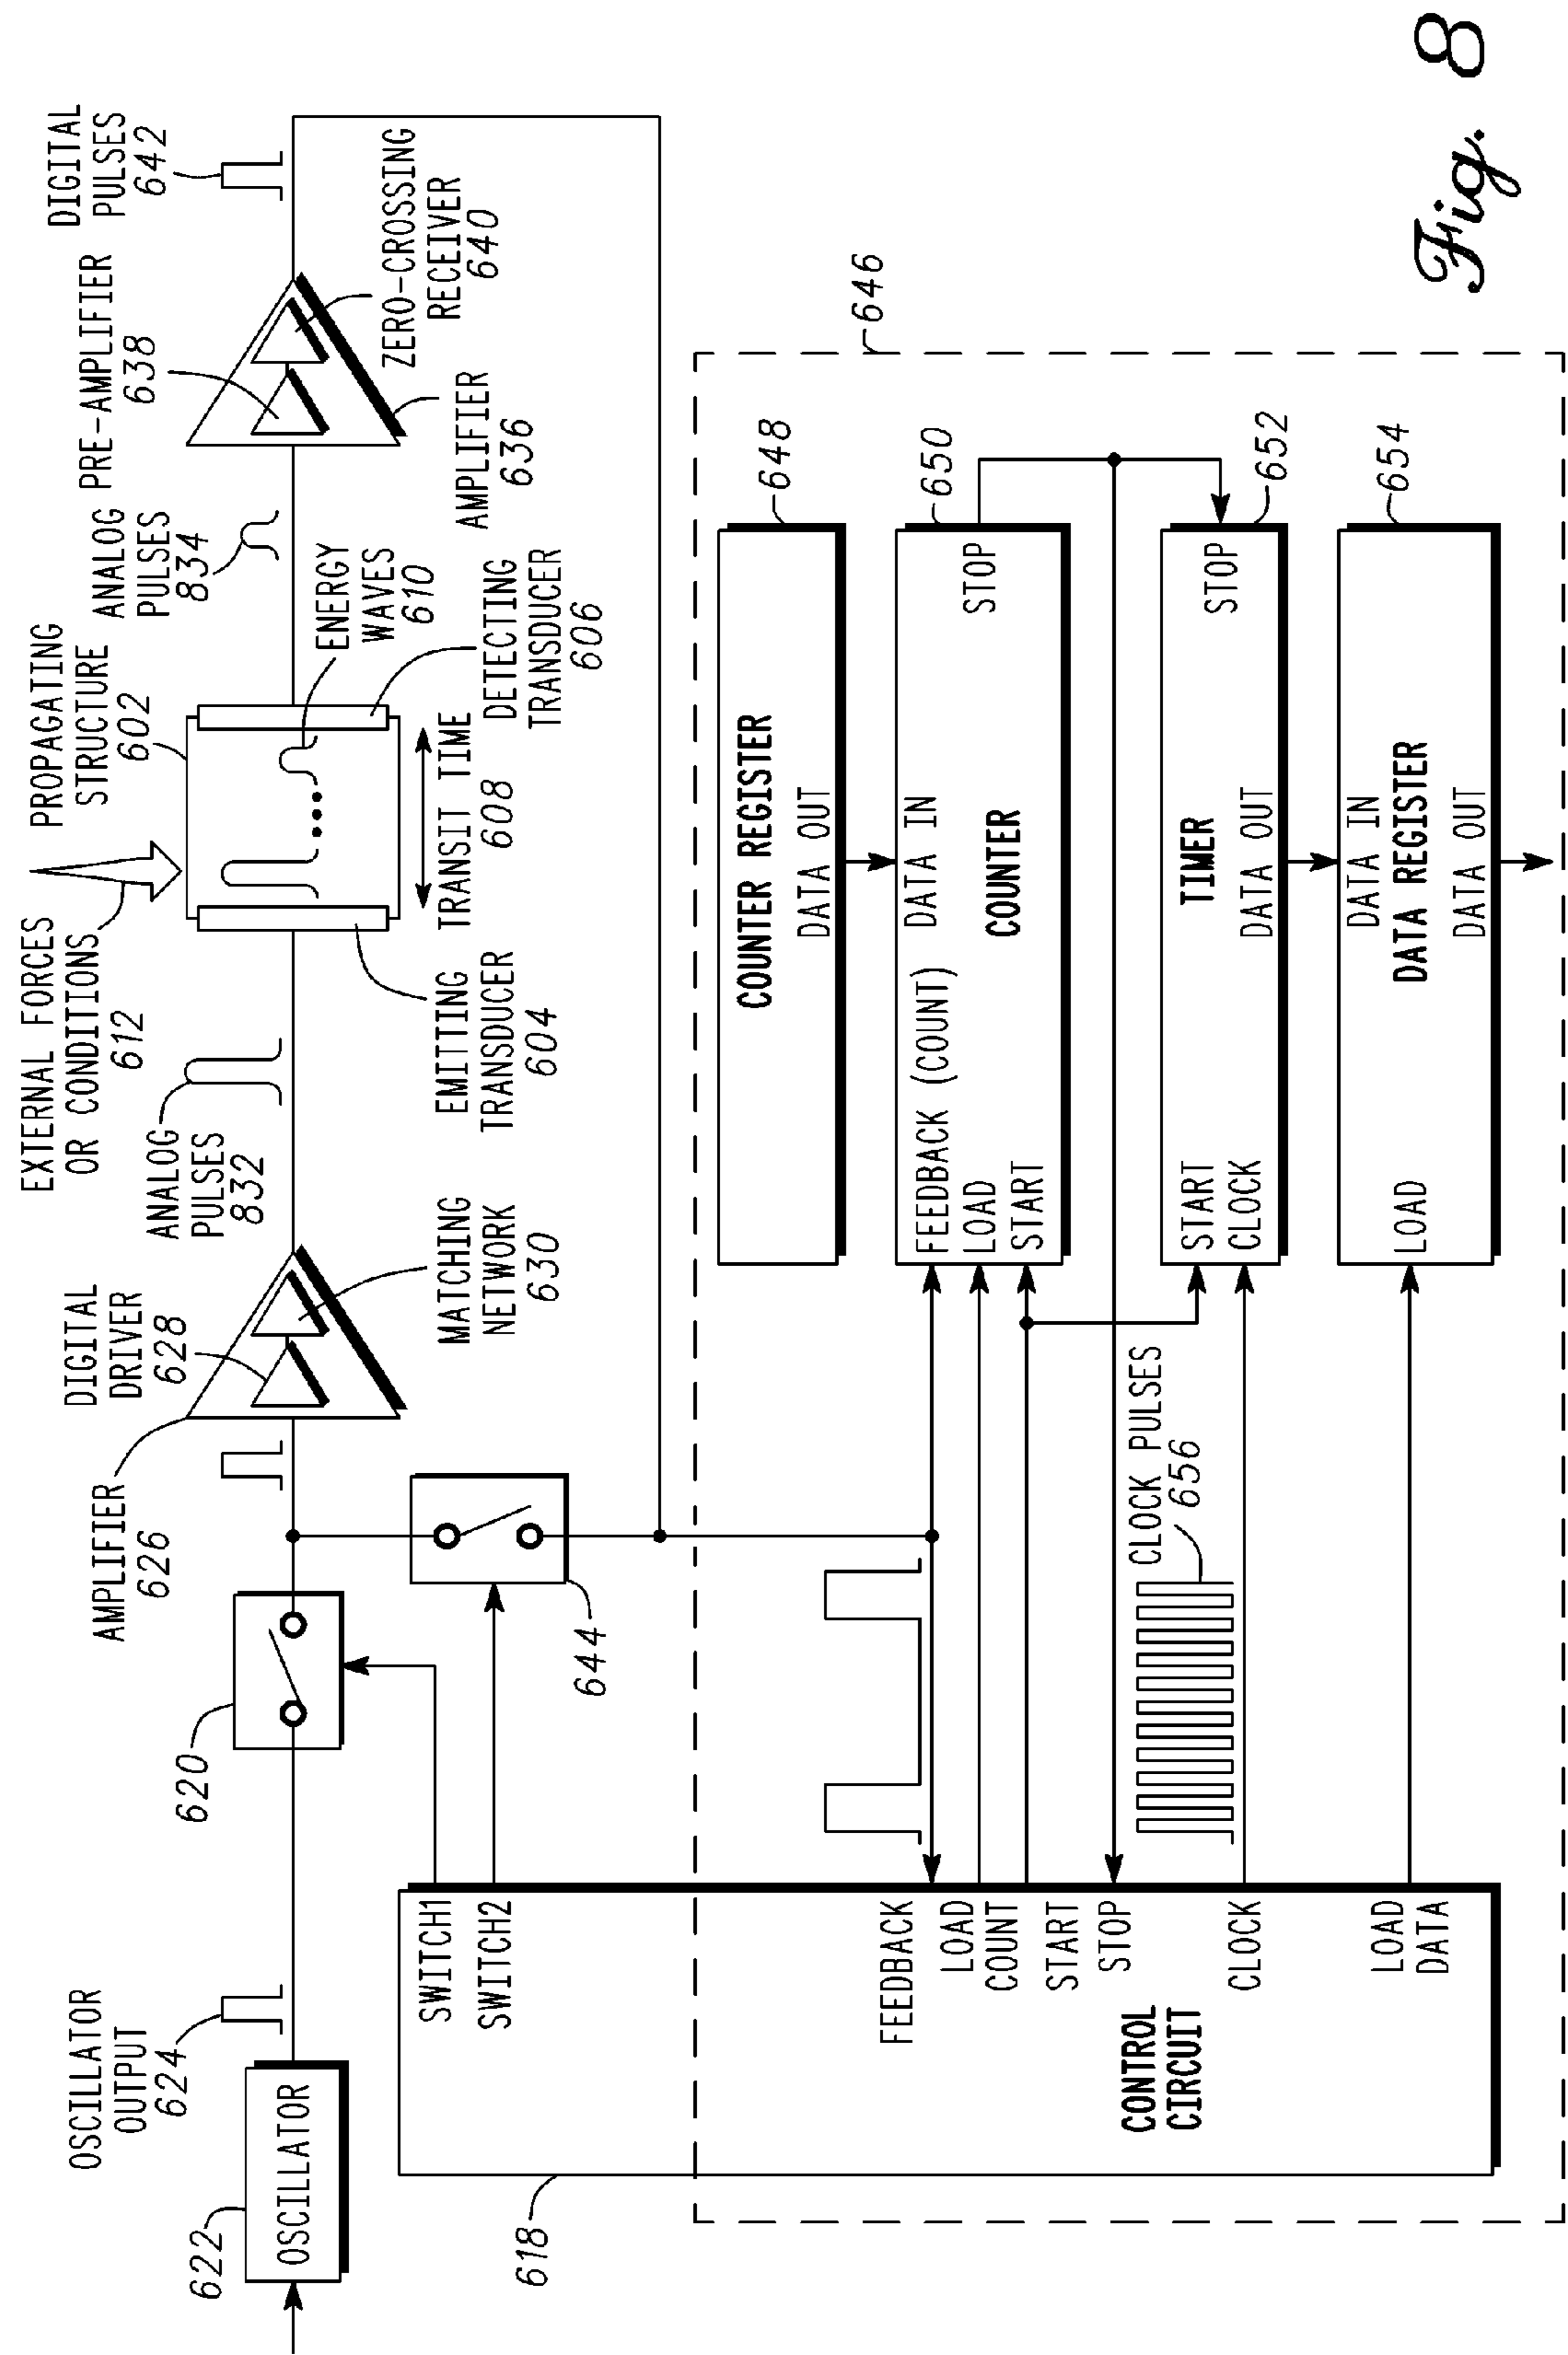 EXTERNAL FORCES
OR CONDITIONS
612
PROPAGATING
STRUCTURE
602
DIGITAL
PULSES
642
OSCILLATOR
OUTPUT
624
AMPLIFIER
626
DIGITAL
DRIVER
628
ANALOG
PULSES
832
ANALOG
PULSES
834
PRE-AMPLIFIER
638
622
OSCILLATOR
620
644
MATCHING
NETWORK
630
EMITTING
TRANSDUCER
604
TRANSIT TIME
608
ENERGY
WAVES
610
DETECTING
TRANSDUCER
606
AMPLIFIER
636
ZERO-CROSSING
RECEIVER
640
618
SWITCH1
SWITCH2
FEEDBACK
LOAD
COUNT
START
STOP
CLOCK
LOAD
DATA
CONTROL
CIRCUIT
646
COUNTER REGISTER
DATA OUT
648
FEEDBACK (COUNT)
LOAD
START
DATA IN
COUNTER
STOP
650
CLOCK PULSES
656
START
CLOCK
TIMER
DATA OUT
STOP
652
LOAD
DATA IN
DATA REGISTER
DATA OUT
654
Fig. 8